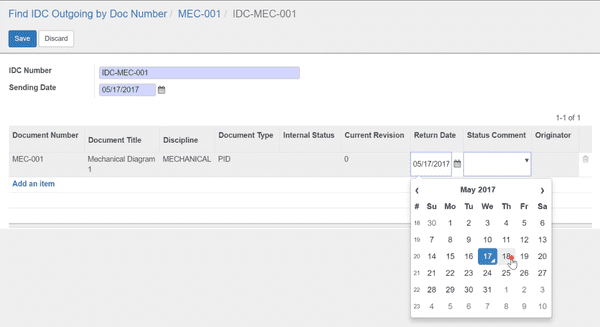 Find IDC Outgoing by Doc Number / MEC-001 / IDC-MEC-001
Save Discard
IDC Number IDC-MEC-001
Sending Date 05/17/2017
1-1 of 1
Document Number Document Title Discipline Document Type Internal Status Current Revision Return Date Status Comment Originator
MEC-001 Mechanical Diagram 1 MECHANICAL PID 0 05/17/2017
Add an item
‹ May 2017 ›
# Su Mo Tu We Th Fr Sa
18 30 1 2 3 4 5 6
19 7 8 9 10 11 12 13
20 14 15 16 17 18 19 20
21 21 22 23 24 25 26 27
22 28 29 30 31 1 2 3
23 4 5 6 7 8 9 10